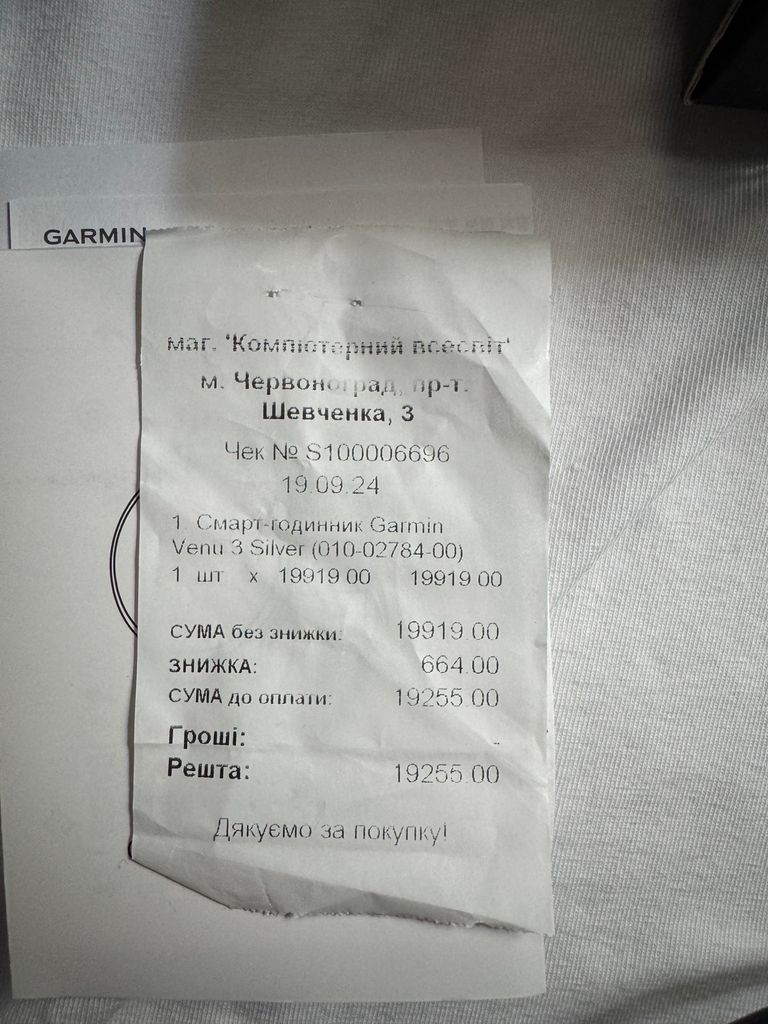 GARMIN
маг. 'Компютерний всесвіт'
м. Червоноград, пр-т.
Шевченка, 3
Чек № S100006696
19.09.24
1. Смарт-годинник Garmin
Venu 3 Silver (010-02784-00)
1 шт х 19919.00 19919.00
СУМА без знижки: 19919.00
ЗНИЖКА: 664.00
СУМА до оплати: 19255.00
Гроші: -
Решта: 19255.00
Дякуємо за покупку!